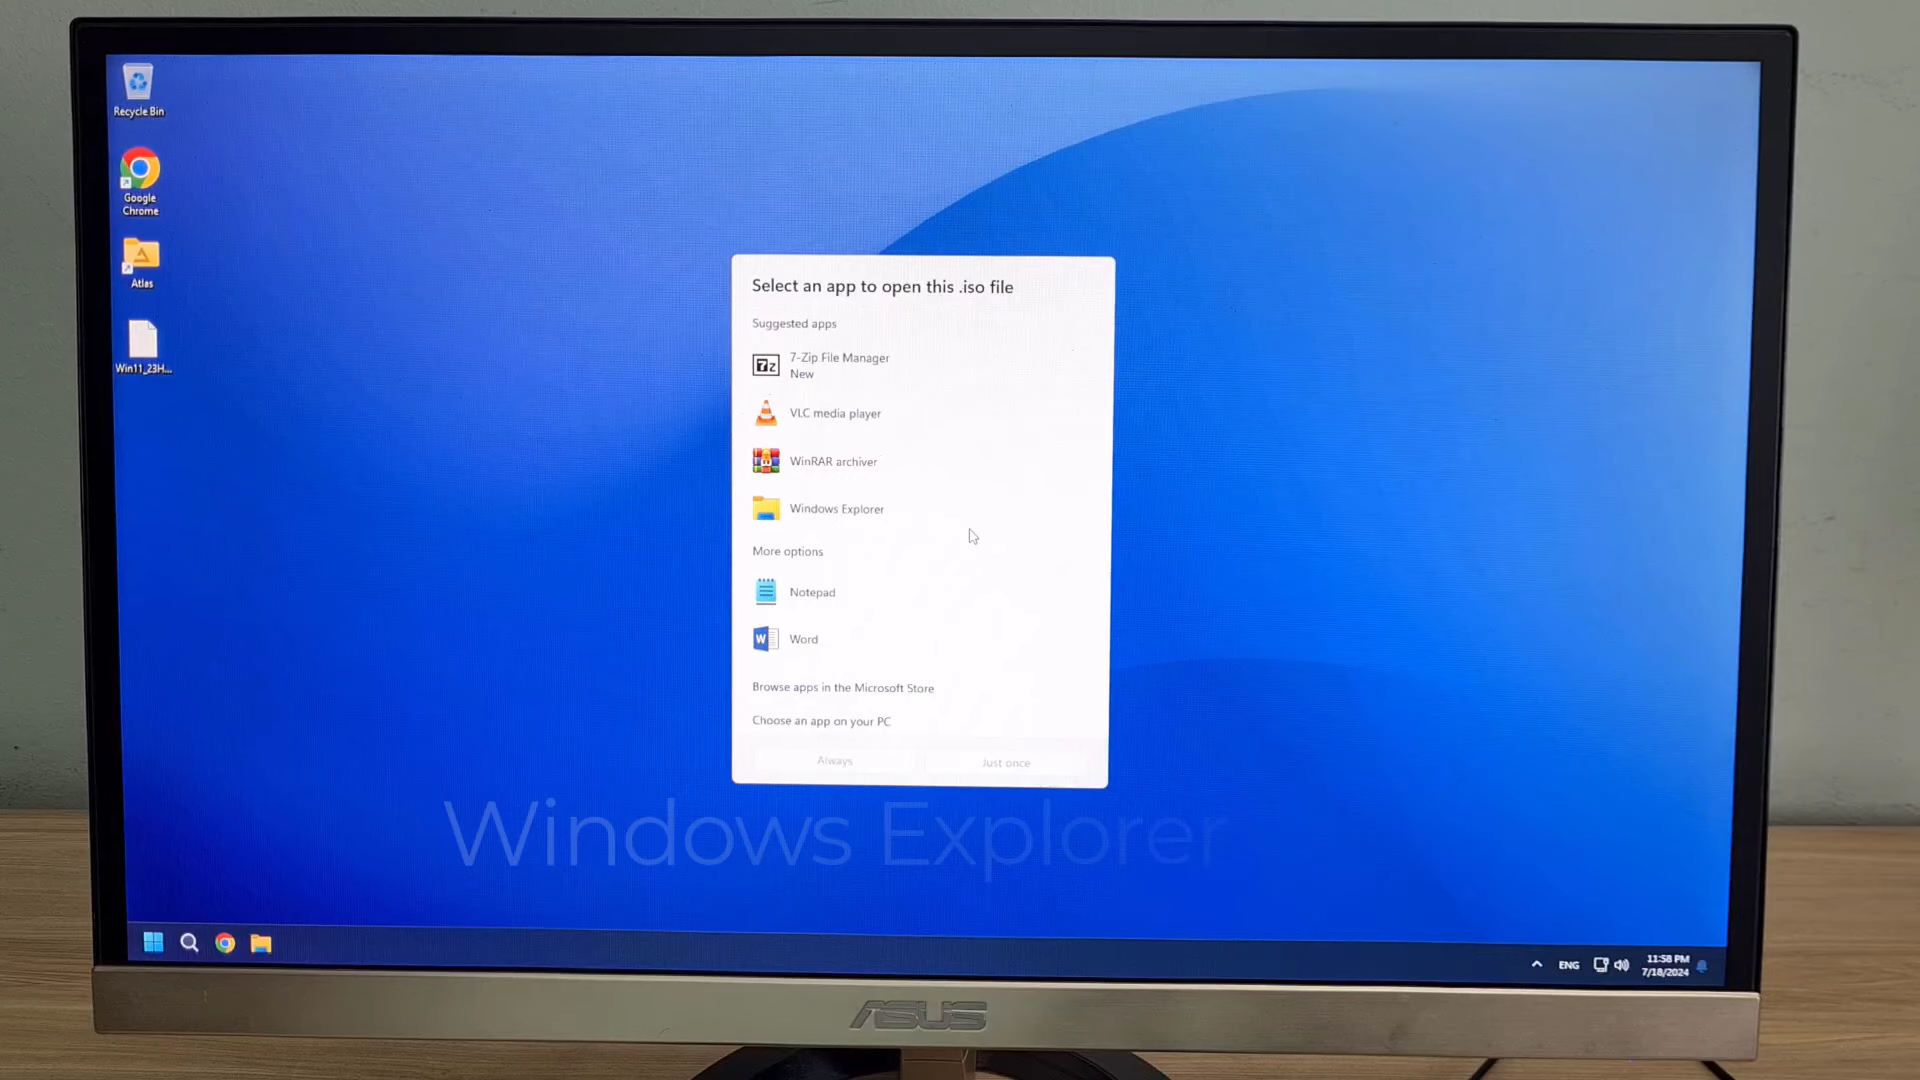 Recycle Bin
Google
Chrome
Atlas
Win11_23H...
Select an app to open this .iso file
Suggested apps
7-Zip File Manager
New
VLC media player
WinRAR archiver
Windows Explorer
More options
Notepad
W
Word
Browse apps in the Microsoft Store
Choose an app on your PC
Always
Just once
Windows Explorer
ENG
11:58 PM
7/18/2024
ASUS